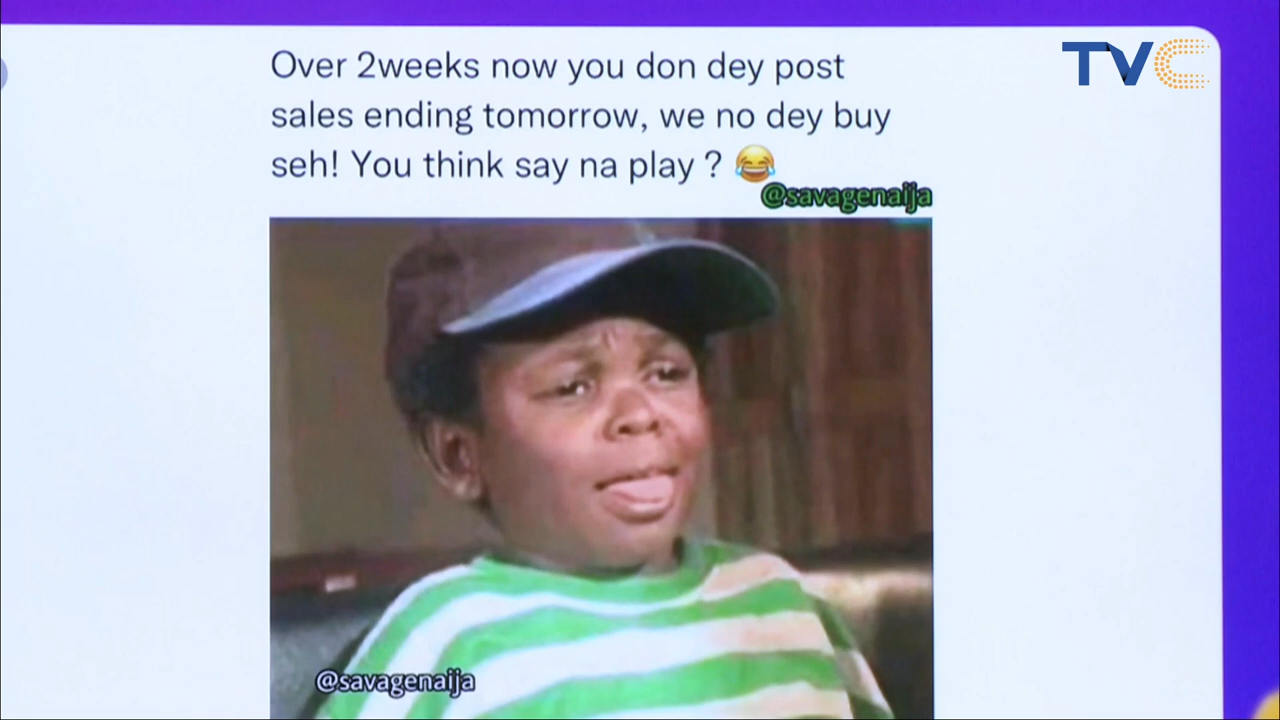 TVC
Over 2weeks now you don dey post
sales ending tomorrow, we no dey buy
seh! You think say na play ? 😂
@savagenaija
@savagenaija